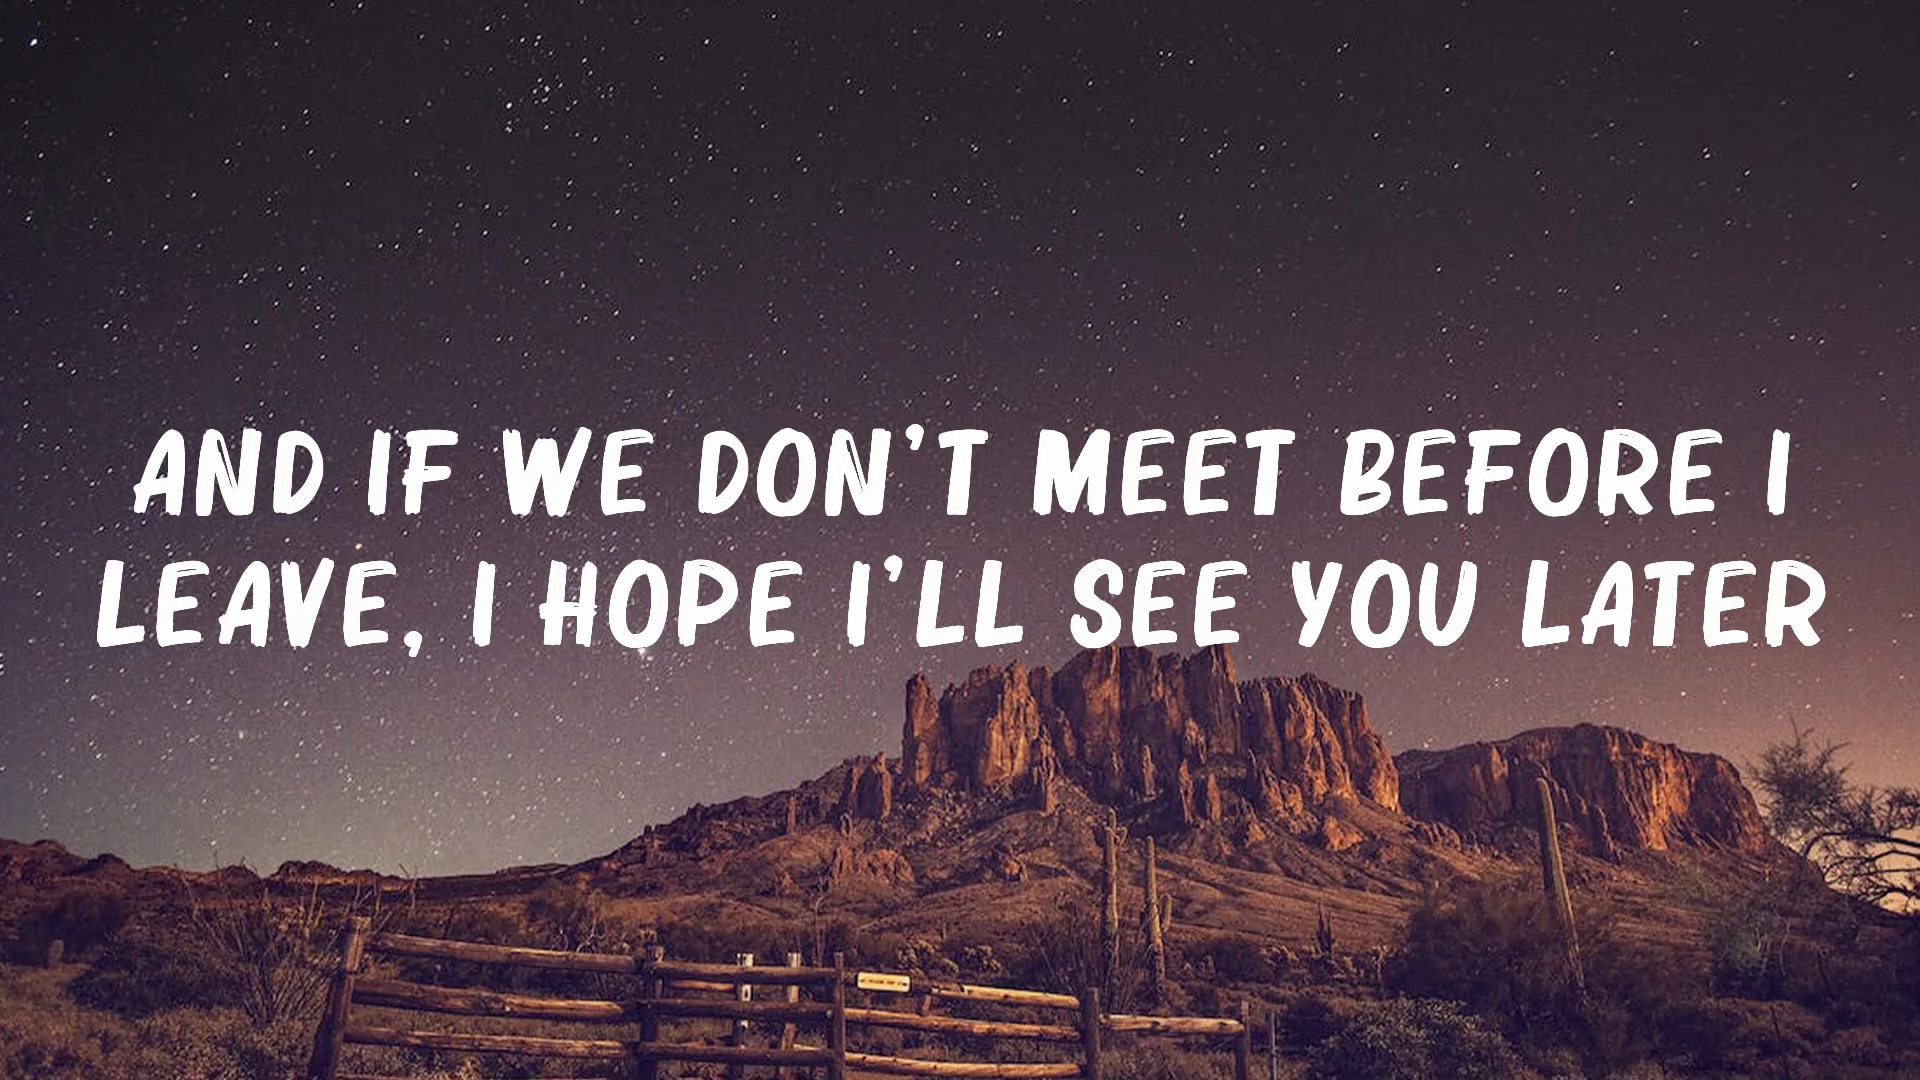 AND IF WE DON'T MEET BEFORE I
LEAVE, I HOPE I'LL SEE YOU LATER